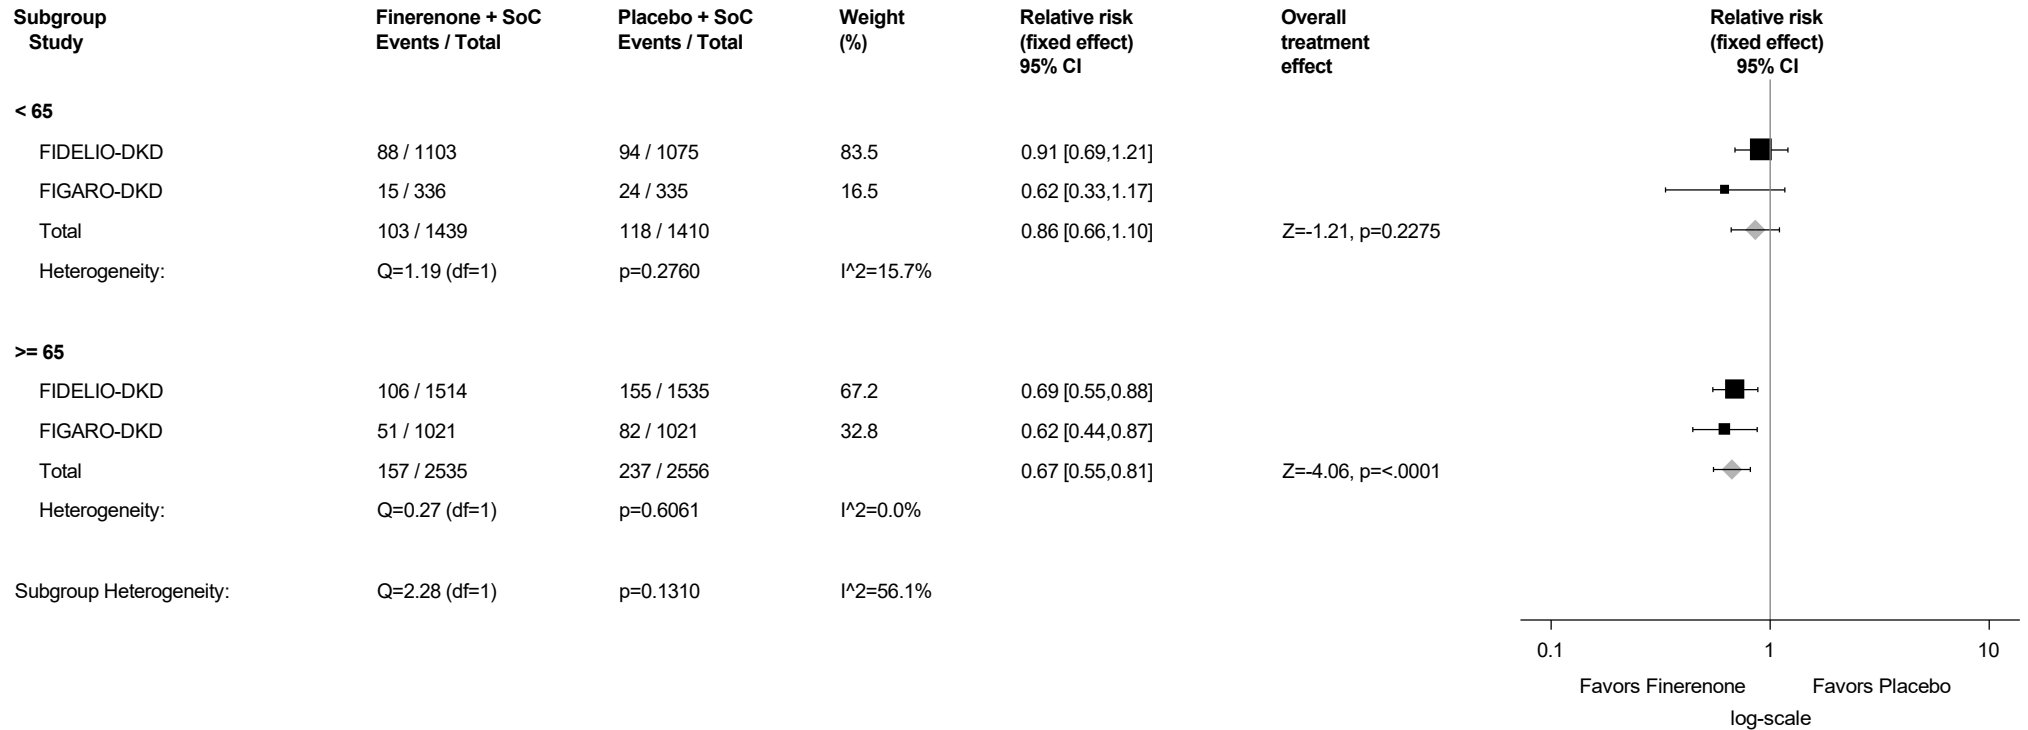 Subgroup Finerenone + SoC Placebo + SoC Weight Relative risk Overall Relative risk
Study Events / Total Events / Total (%) (fixed effect) treatment (fixed effect)
95% CI effect 95% CI
< 65
FIDELIO-DKD 88 / 1103 94 / 1075 83.5 0.91 [0.69,1.21]
FIGARO-DKD 15 / 336 24 / 335 16.5 0.62 [0.33,1.17]
Total 103 / 1439 118 / 1410 0.86 [0.66,1.10] Z=-1.21, p=0.2275
Heterogeneity: Q=1.19 (df=1) p=0.2760 I^2=15.7%
>= 65
FIDELIO-DKD 106 / 1514 155 / 1535 67.2 0.69 [0.55,0.88]
FIGARO-DKD 51 / 1021 82 / 1021 32.8 0.62 [0.44,0.87]
Total 157 / 2535 237 / 2556 0.67 [0.55,0.81] Z=-4.06, p=<.0001
Heterogeneity: Q=0.27 (df=1) p=0.6061 I^2=0.0%
Subgroup Heterogeneity: Q=2.28 (df=1) p=0.1310 I^2=56.1%
0.1 1 10
Favors Finerenone Favors Placebo
log-scale